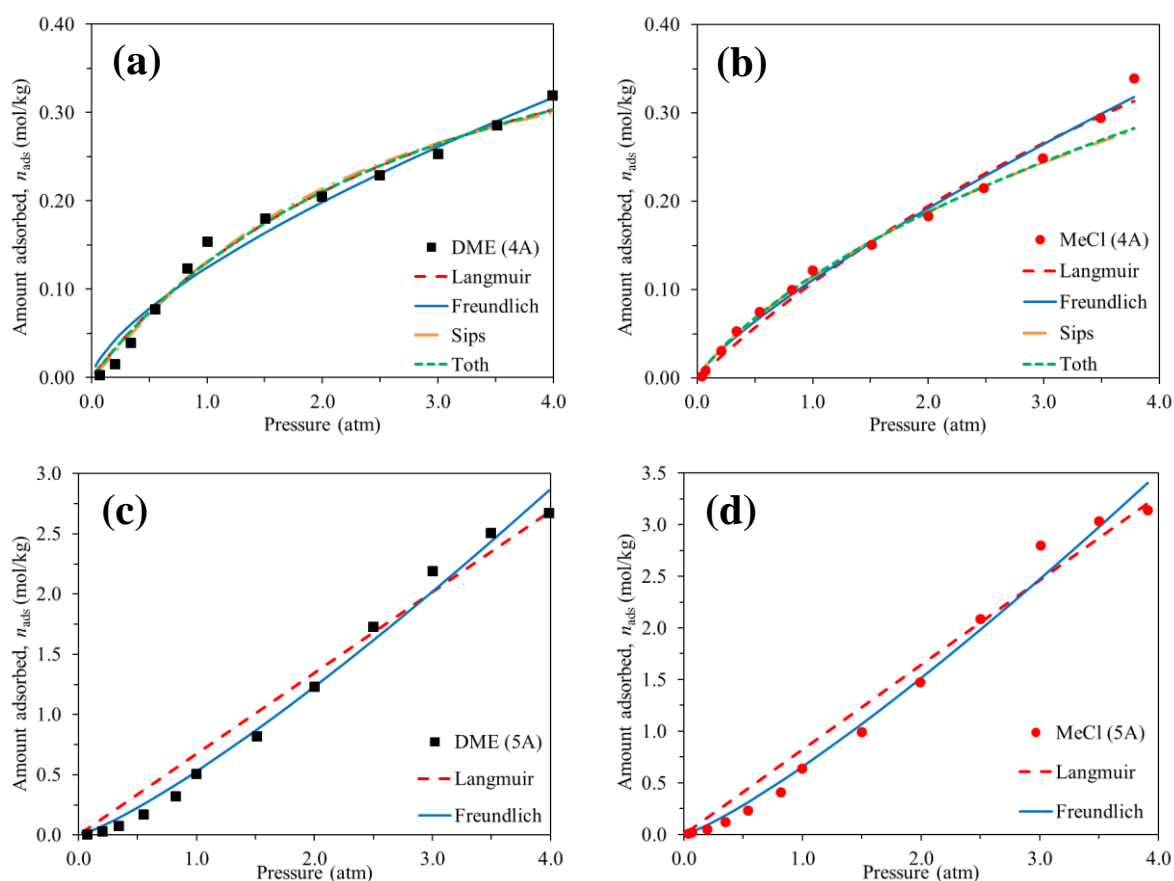 (a)
Amount adsorbed, nads (mol/kg)
0.40
0.30
0.20
0.10
0.00
DME (4A)
Langmuir
Freundlich
Sips
Toth
0.0 1.0 2.0 3.0 4.0
Pressure (atm)
(b)
Amount adsorbed, nads (mol/kg)
0.40
0.30
0.20
0.10
0.00
MeCl (4A)
Langmuir
Freundlich
Sips
Toth
0.0 1.0 2.0 3.0 4.0
Pressure (atm)
(c)
Amount adsorbed, nads (mol/kg)
3.0
2.5
2.0
1.5
1.0
0.5
0.0
DME (5A)
Langmuir
Freundlich
0.0 1.0 2.0 3.0 4.0
Pressure (atm)
(d)
Amount adsorbed, nads (mol/kg)
3.5
3.0
2.5
2.0
1.5
1.0
0.5
0.0
MeCl (5A)
Langmuir
Freundlich
0.0 1.0 2.0 3.0 4.0
Pressure (atm)